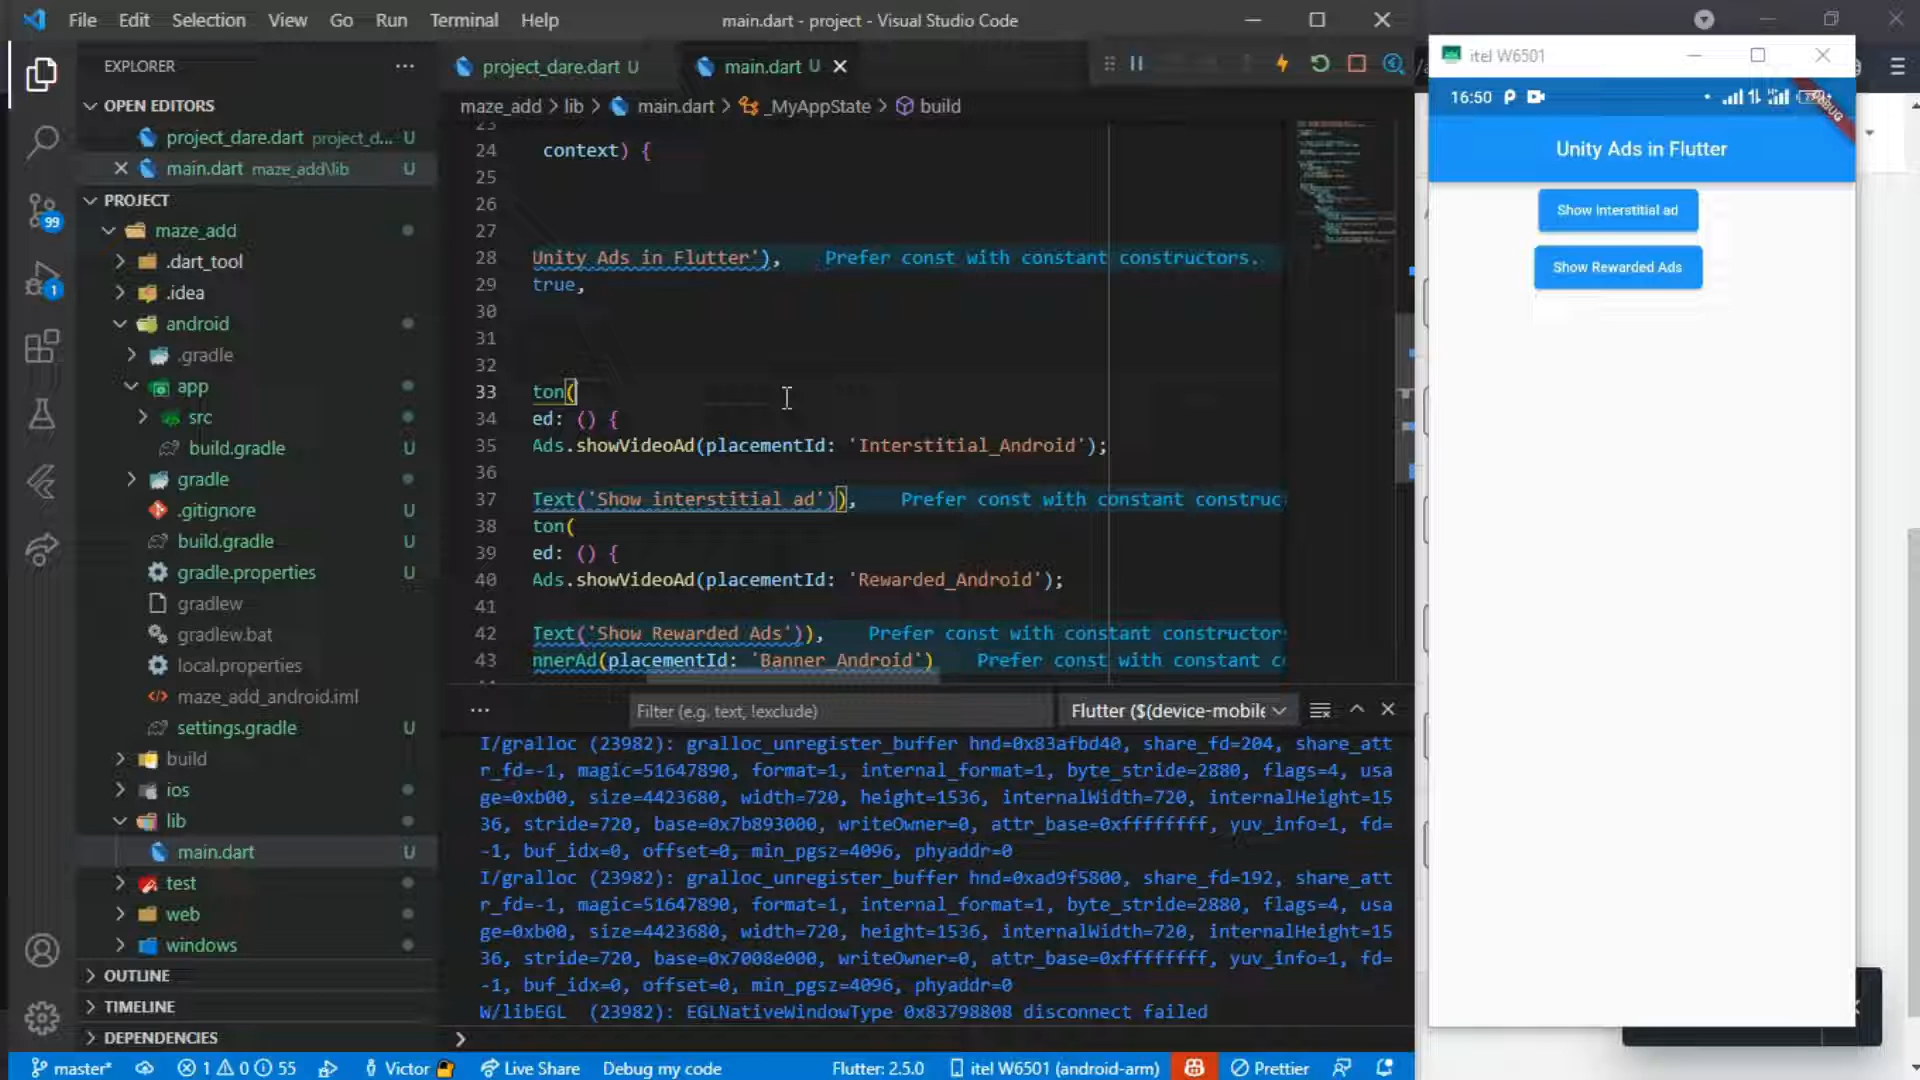 File Edit Selection View Go Run Terminal Help
main.dart - project - Visual Studio Code
EXPLORER
OPEN EDITORS
project_dare.dart project_d... U
main.dart maze_add\lib U
PROJECT
maze_add
.dart_tool
.idea
android
.gradle
app
src
build.gradle U
gradle
.gitignore U
build.gradle U
gradle.properties U
gradlew
gradlew.bat
local.properties
maze_add_android.iml
settings.gradle U
build
ios
lib
main.dart U
test
web
windows
OUTLINE
TIMELINE
DEPENDENCIES
99
1
project_dare.dart U
main.dart U
maze_add > lib > main.dart > _MyAppState > build
23
24 context) {
25
26
27
28 Unity Ads in Flutter'), Prefer const with constant constructors.
29 true,
30
31
32
33 ton(
34 ed: () {
35 Ads.showVideoAd(placementId: 'Interstitial_Android');
36
37 Text('Show interstitial ad')), Prefer const with constant construc
38 ton(
39 ed: () {
40 Ads.showVideoAd(placementId: 'Rewarded_Android');
41
42 Text('Show Rewarded Ads')), Prefer const with constant constructor
43 nnerAd(placementId: 'Banner_Android') Prefer const with constant c
Filter (e.g. text, !exclude)
Flutter ($(device-mobile
I/gralloc (23982): gralloc_unregister_buffer hnd=0x83afbd40, share_fd=204, share_att
r_fd=-1, magic=51647890, format=1, internal_format=1, byte_stride=2880, flags=4, usa
ge=0xb00, size=4423680, width=720, height=1536, internalWidth=720, internalHeight=15
36, stride=720, base=0x7b893000, writeOwner=0, attr_base=0xffffffff, yuv_info=1, fd=
-1, buf_idx=0, offset=0, min_pgsz=4096, phyaddr=0
I/gralloc (23982): gralloc_unregister_buffer hnd=0xad9f5800, share_fd=192, share_att
r_fd=-1, magic=51647890, format=1, internal_format=1, byte_stride=2880, flags=4, usa
ge=0xb00, size=4423680, width=720, height=1536, internalWidth=720, internalHeight=15
36, stride=720, base=0x7008e000, writeOwner=0, attr_base=0xffffffff, yuv_info=1, fd=
-1, buf_idx=0, offset=0, min_pgsz=4096, phyaddr=0
W/libEGL (23982): EGLNativeWindowType 0x83798808 disconnect failed
master* 1 0 55 Victor Live Share Debug my code Flutter: 2.5.0 itel W6501 (android-arm) Prettier
itel W6501
16:50
DEBUG
Unity Ads in Flutter
Show interstitial ad
Show Rewarded Ads